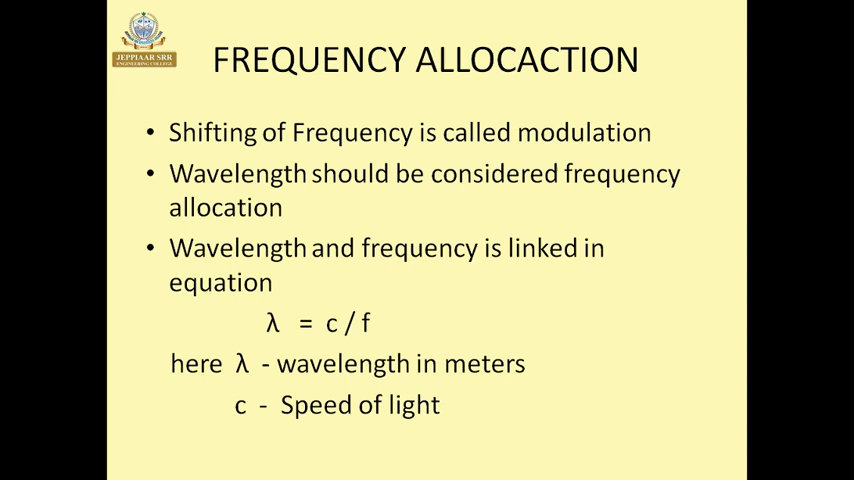 JEPPIAAR SRR
ENGINEERING COLLEGE
FREQUENCY ALLOCACTION
• Shifting of Frequency is called modulation
• Wavelength should be considered frequency
allocation
• Wavelength and frequency is linked in
equation
λ = c / f
here λ - wavelength in meters
c - Speed of light